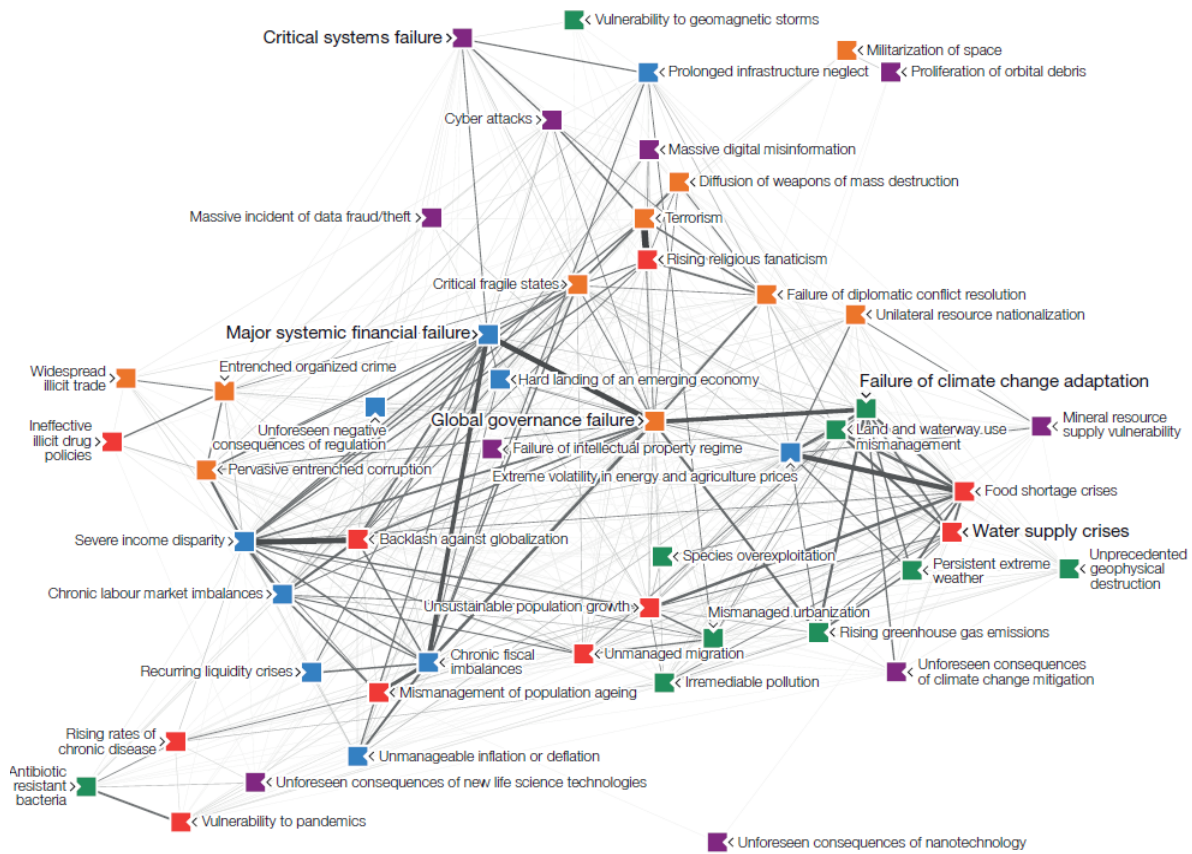 Vulnerability to geomagnetic storms
Critical systems failure
Militarization of space
Prolonged infrastructure neglect
Proliferation of orbital debris
Cyber attacks
Massive digital misinformation
Diffusion of weapons of mass destruction
Massive incident of data fraud/theft
Terrorism
Rising religious fanaticism
Critical fragile states
Failure of diplomatic conflict resolution
Unilateral resource nationalization
Major systemic financial failure
Entrenched organized crime
Widespread
illicit trade
Hard landing of an emerging economy
Failure of climate change adaptation
Ineffective
illicit drug
policies
Unforeseen negative
consequences of regulation
Global governance failure
Land and waterway use
mismanagement
Mineral resource
supply vulnerability
Failure of intellectual property regime
Pervasive entrenched corruption
Extreme volatility in energy and agriculture prices
Food shortage crises
Severe income disparity
Backlash against globalization
Water supply crises
Species overexploitation
Persistent extreme
weather
Unprecedented
geophysical
destruction
Chronic labour market imbalances
Unsustainable population growth
Mismanaged urbanization
Rising greenhouse gas emissions
Recurring liquidity crises
Chronic fiscal
imbalances
Unmanaged migration
Unforeseen consequences
of climate change mitigation
Mismanagement of population ageing
Irremediable pollution
Rising rates of
chronic disease
Unmanageable inflation or deflation
Antibiotic
resistant
bacteria
Unforeseen consequences of new life science technologies
Vulnerability to pandemics
Unforeseen consequences of nanotechnology